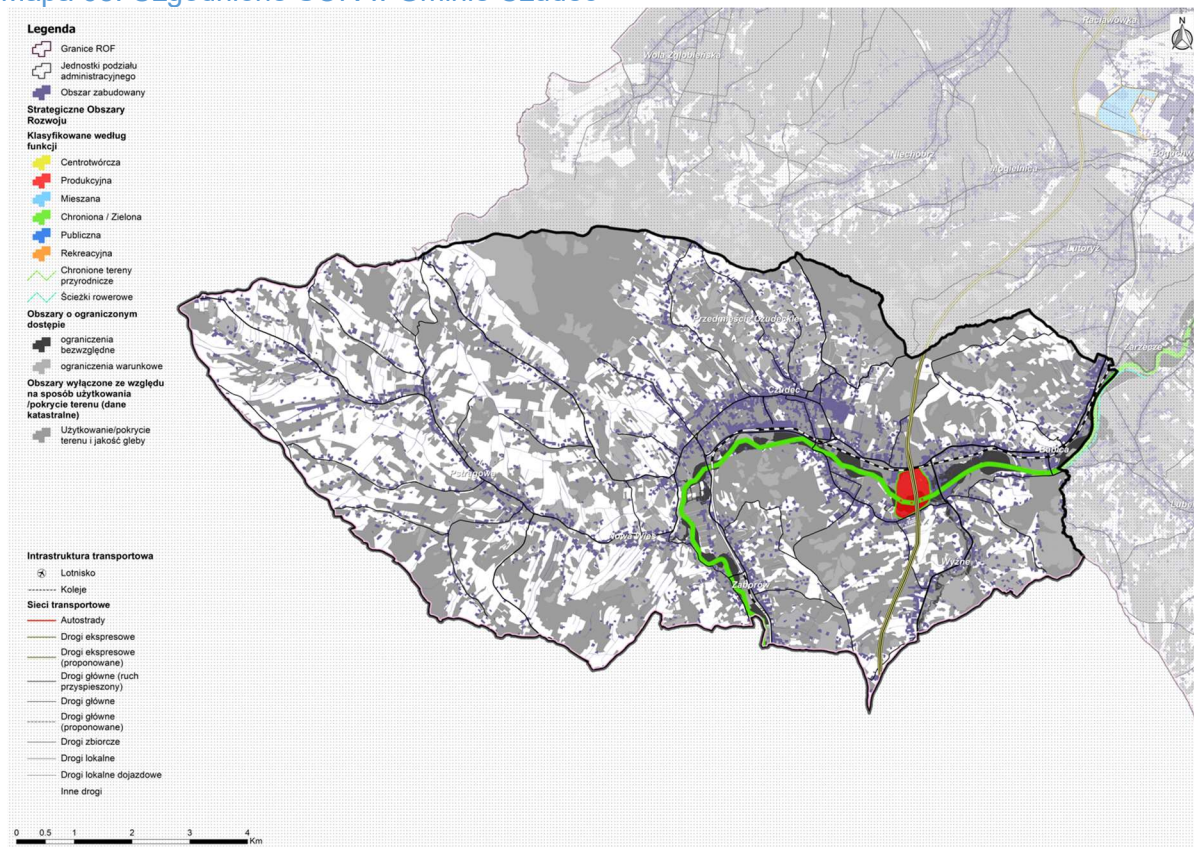 Legenda
Granice ROF
Jednostki podziału
administracyjnego
Obszar zabudowany
Strategiczne Obszary
Rozwoju
Klasyfikowane według
funkcji
Centrotwórcza
Produkcyjna
Mieszana
Chroniona / Zielona
Publiczna
Rekreacyjna
Chronione tereny
przyrodnicze
Ścieżki rowerowe
Obszary o ograniczonym
dostępie
ograniczenia
bezwzględne
ograniczenia warunkowe
Obszary wyłączone ze względu
na sposób użytkowania
/pokrycie terenu (dane
katastralne)
Użytkowanie/pokrycie
terenu i jakość gleby
Intrastruktura transportowa
Lotnisko
Koleje
Sieci transportowe
Autostrady
Drogi ekspresowe
Drogi ekspresowe
(proponowane)
Drogi główne (ruch
przyspieszony)
Drogi główne
Drogi główne
(proponowane)
Drogi zbiorcze
Drogi lokalne
Drogi lokalne dojazdowe
Inne drogi
0 0.5 1 2 3 4
Km
N
Racławówka
Wola Zgłobieńska
Niechobrz
Lutoryż
Zarzecze
Przedmieście Czudeckie
Czudec
Babica
Pstrągowa
Nowa Wieś
Zaborów
Wyżne